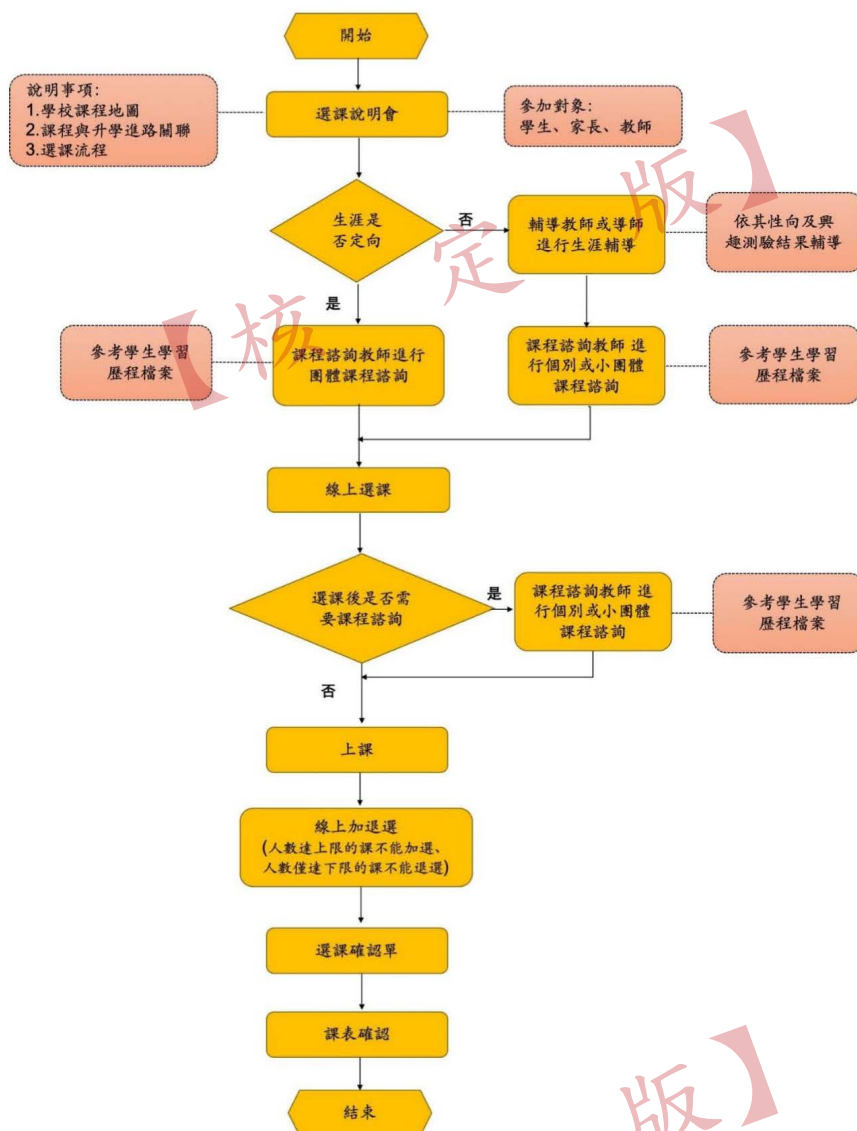 開始
說明事項:
1.學校課程地圖
2.課程與升學進路關聯
3.選課流程
選課說明會
參加對象:
學生、家長、教師
生涯是
否定向
否
輔導教師或導師
進行生涯輔導
依其性向及興
趣測驗結果輔導
是
參考學生學習
歷程檔案
課程諮詢教師進行
團體課程諮詢
課程諮詢教師 進
行個別或小團體
課程諮詢
參考學生學習
歷程檔案
線上選課
選課後是否需
要課程諮詢
是
課程諮詢教師 進
行個別或小團體
課程諮詢
參考學生學習
歷程檔案
否
上課
線上加退選
(人數達上限的課不能加選、
人數僅達下限的課不能退選)
選課確認單
課表確認
結束
【核定版】
版】